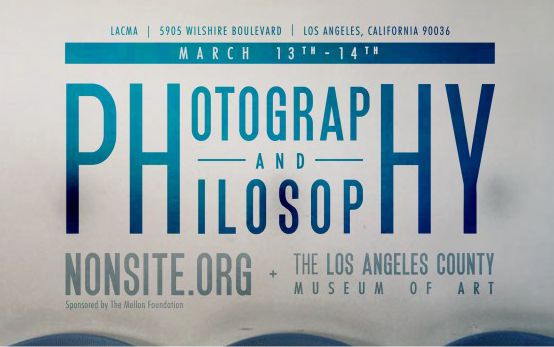 LACMA | 5905 WILSHIRE BOULEVARD | LOS ANGELES, CALIFORNIA 90036
MARCH 13TH-14TH
PHOTOGRAPHY
AND
PHILOSOPHY
NONSITE.ORG + THE LOS ANGELES COUNTY
MUSEUM OF ART
Sponsored by The Mellon Foundation